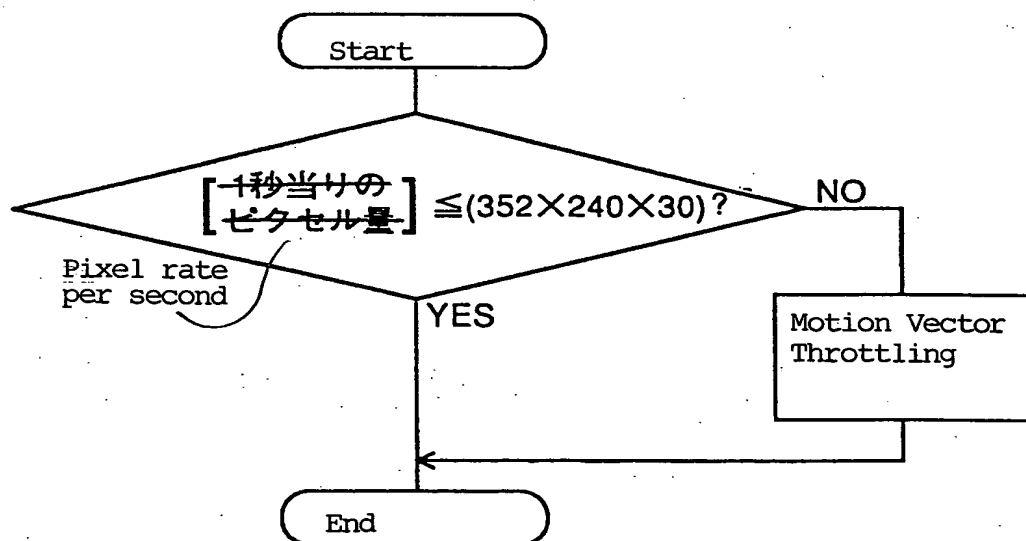 Start
[1秒当りの
ピクセル量] ≦(352×240×30)?
NO
Pixel rate
per second
YES
Motion Vector
Throttling
End